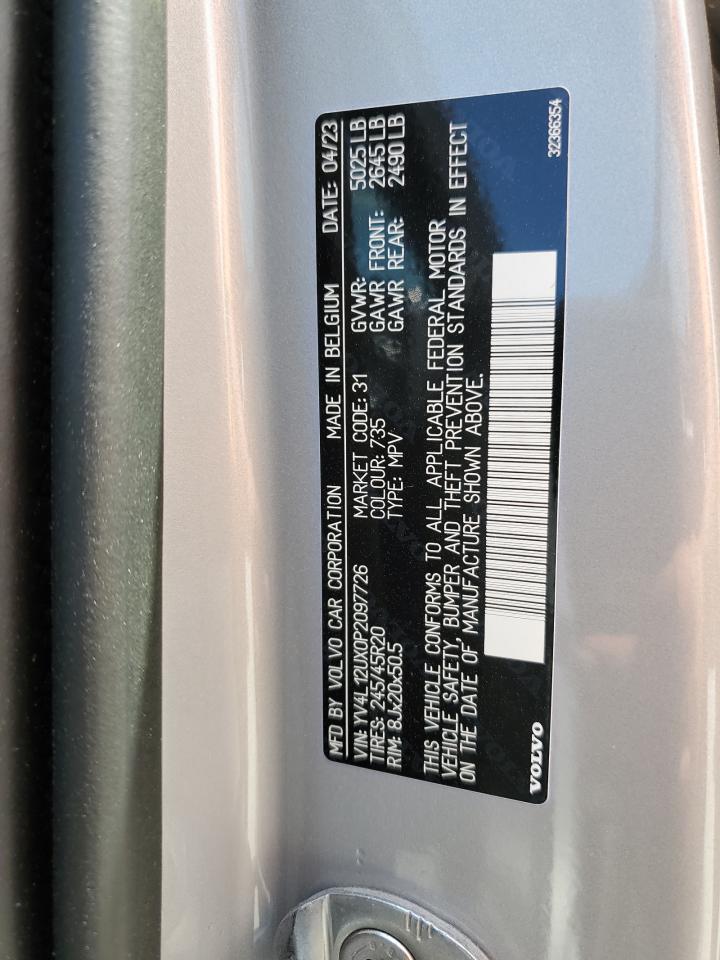 MFD BY VOLVO CAR CORPORATION MADE IN BELGIUM DATE: 04/23
VIN: YV4L12UX0P2097726 MARKET CODE: 31 GVWR: 5025 LB
TIRES: 245/45R20 COLOUR: 735 GAWR FRONT: 2645 LB
RIM: 8Jx20x50.5 TYPE: MPV GAWR REAR: 2490 LB
THIS VEHICLE CONFORMS TO ALL APPLICABLE FEDERAL MOTOR
VEHICLE SAFETY, BUMPER AND THEFT PREVENTION STANDARDS IN EFFECT
ON THE DATE OF MANUFACTURE SHOWN ABOVE.
VOLVO 32366354